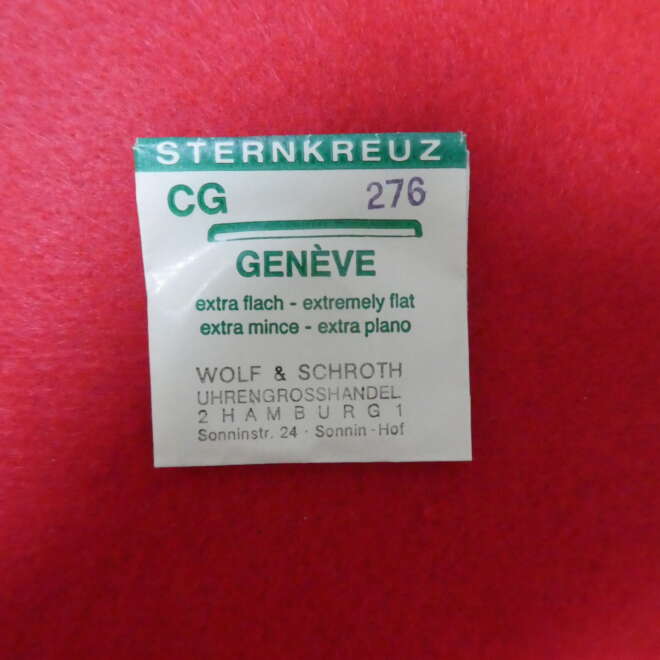 STERNKREUZ
CG 276
GENÈVE
extra flach - extremely flat
extra mince - extra plano
WOLF & SCHROTH
UHRENGROSSHANDEL
2 HAMBURG 1
Sonninstr. 24 · Sonnin-Hof